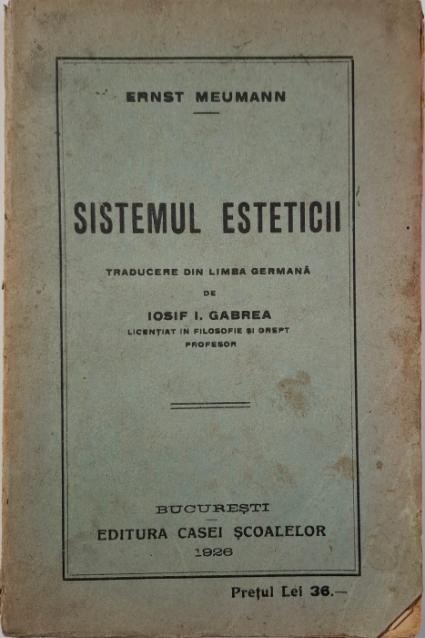 ERNST MEUMANN
SISTEMUL ESTETICII
TRADUCERE DIN LIMBA GERMANĂ
DE
IOSIF I. GABREA
LICENȚIAT IN FILOSOFIE ȘI DREPT
PROFESOR
BUCUREȘTI
EDITURA CASEI ȘCOALELOR
1926
Prețul Lei 36.—